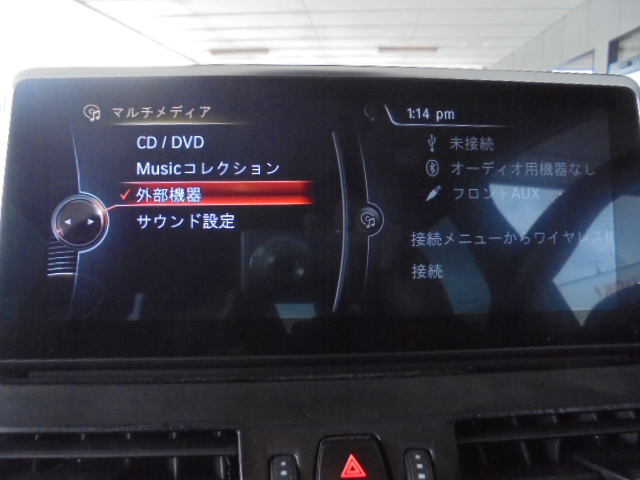 マルチメディア
1:14 pm
CD / DVD
Musicコレクション
外部機器
サウンド設定
未接続
オーディオ用機器なし
フロントAUX
接続メニューからワイヤレス
接続